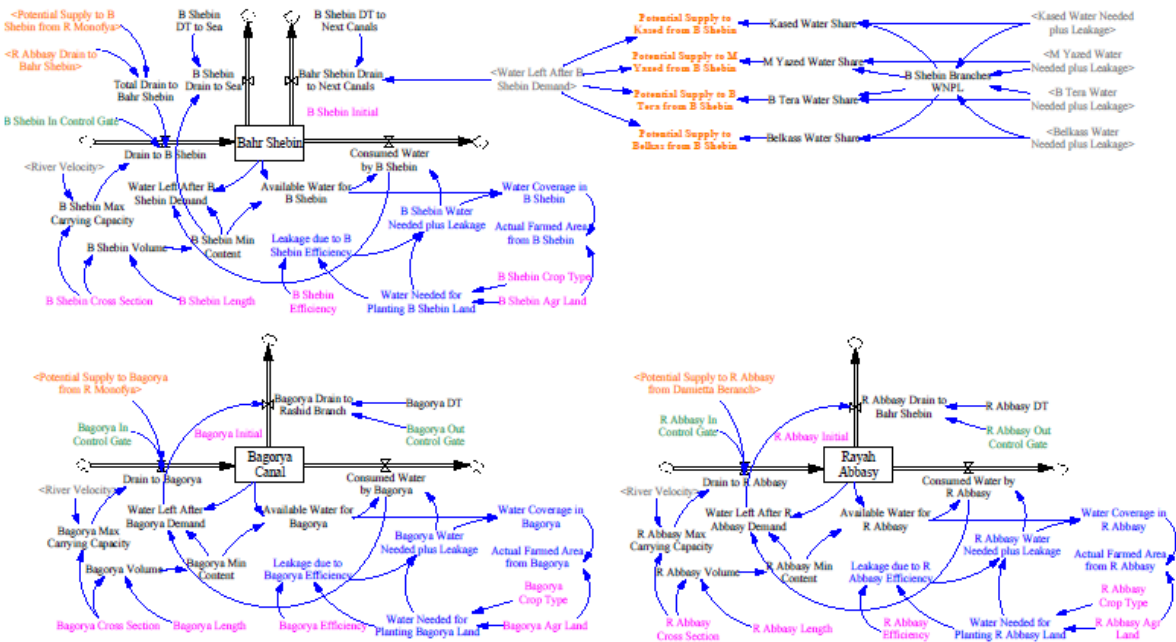 <Potential Supply to B
Shebin from R Monofya>
<R Abbasy Drain to
Bahr Shebin>
B Shebin
DT to Sea
B Shebin DT to
Next Canals
Total Drain to
Bahr Shebin
B Shebin
Drain to Sea
Bahr Shebin Drain
to Next Canals
B Shebin Initial
B Shebin In Control Gate
Drain to B Shebin
Bahr Shebin
Consumed Water
by B Shebin
<River Velocity>
Water Left After B
Shebin Demand
Available Water for
B Shebin
Water Coverage in
B Shebin
B Shebin Max
Carrying Capacity
B Shebin Water
Needed plus Leakage
B Shebin Volume
B Shebin Min
Content
Leakage due to B
Shebin Efficiency
Actual Farmed Area
from B Shebin
B Shebin Crop Type
B Shebin Cross Section
B Shebin Length
B Shebin
Efficiency
Water Needed for
Planting B Shebin Land
B Shebin Agr Land
<Water Left After B
Shebin Demand>
Potential Supply to
Kased from B Shebin
Kased Water Share
<Kased Water Needed
plus Leakage>
Potential Supply to M
Yazed from B Shebin
M Yazed Water Share
<M Yazed Water
Needed plus Leakage>
B Shebin Branches
WNPL
Potential Supply to B
Tera from B Shebin
B Tera Water Share
<B Tera Water
Needed plus Leakage>
Potential Supply to
Belkas from B Shebin
Belkass Water Share
<Belkass Water
Needed plus Leakage>
<Potential Supply to Bagorya
from R Monofya>
Bagorya Drain to
Rashid Branch
Bagorya DT
Bagorya In
Control Gate
Bagorya Initial
Bagorya Out
Control Gate
Drain to Bagorya
Bagorya
Canal
Consumed Water
by Bagorya
<River Velocity>
Water Left After
Bagorya Demand
Available Water for
Bagorya
Water Coverage in
Bagorya
Bagorya Max
Carrying Capacity
Bagorya Water
Needed plus Leakage
Bagorya Volume
Bagorya Min
Content
Leakage due to
Bagorya Efficiency
Actual Farmed Area
from Bagorya
Bagorya
Crop Type
Bagorya Cross Section
Bagorya Length
Bagorya Efficiency
Water Needed for
Planting Bagorya Land
Bagorya Agr Land
<Potential Supply to R Abbasy
from Damietta Beranch>
R Abbasy Drain to
Bahr Shebin
R Abbasy DT
R Abbasy In
Control Gate
R Abbasy Initial
R Abbasy Out
Control Gate
Drain to R Abbasy
Rayah
Abbasy
Consumed Water by
R Abbasy
<River Velocity>
Water Left After R
Abbasy Demand
Available Water for
R Abbasy
Water Coverage in
R Abbasy
R Abbasy Max
Carrying Capacity
R Abbasy Water
Needed plus Leakage
R Abbasy Volume
R Abbasy Min
Content
Leakage due to R
Abbasy Efficiency
Actual Farmed Area
from R Abbasy
R Abbasy
Crop Type
R Abbasy
Cross Section
R Abbasy Length
R Abbasy
Efficiency
Water Needed for
Planting R Abbasy Land
R Abbasy Agr
Land